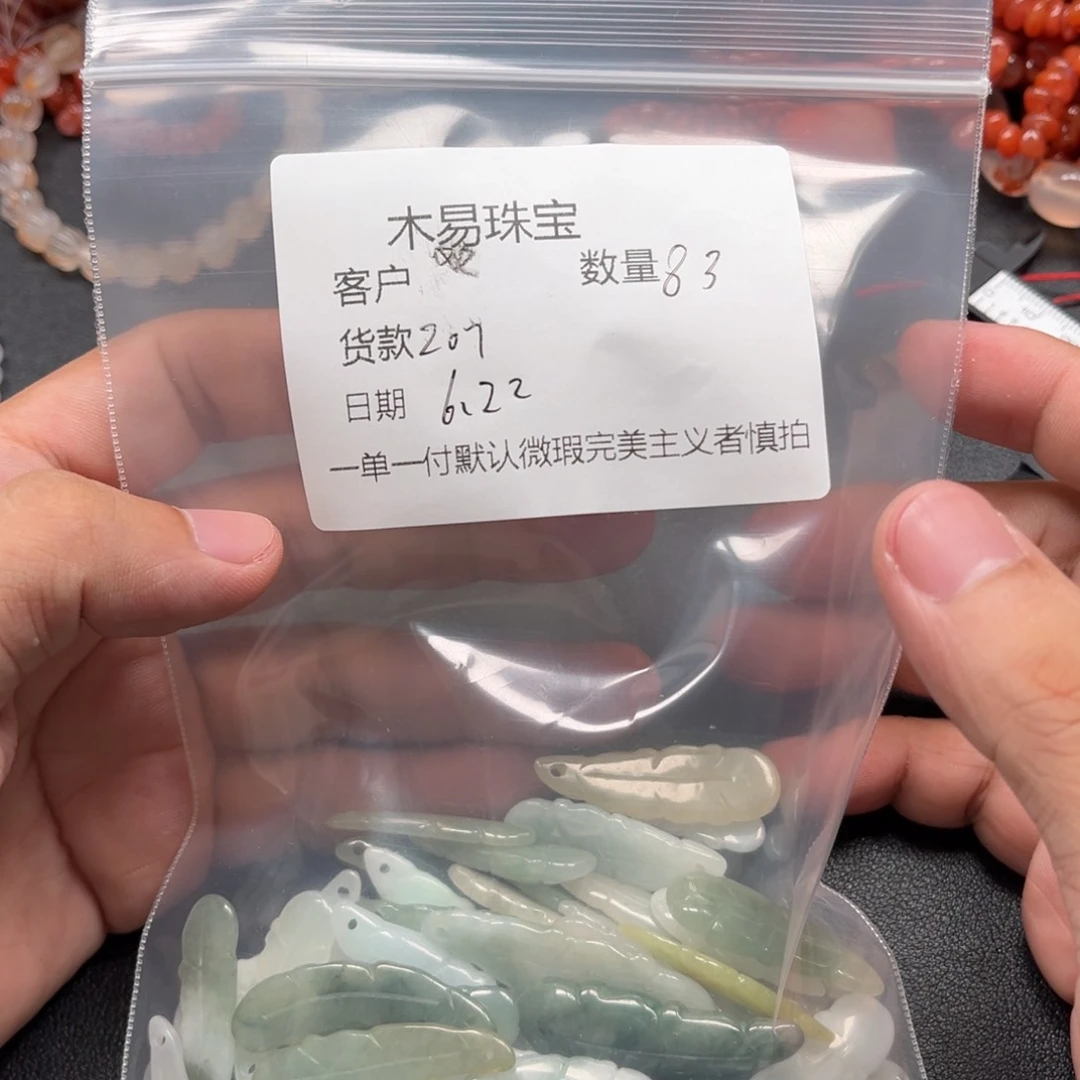 木易珠宝
客户 数量83
货款207
日期 6.22
一单一付默认微瑕完美主义者慎拍